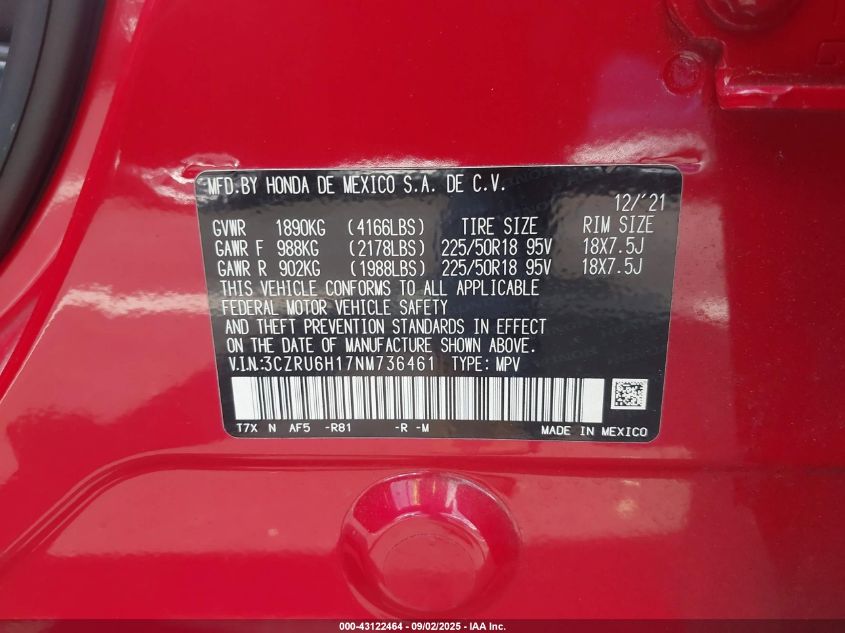 MFD.BY HONDA DE MEXICO S.A. DE C.V.
12/'21
GVWR 1890KG (4166LBS) TIRE SIZE RIM SIZE
GAWR F 988KG (2178LBS) 225/50R18 95V 18X7.5J
GAWR R 902KG (1988LBS) 225/50R18 95V 18X7.5J
THIS VEHICLE CONFORMS TO ALL APPLICABLE
FEDERAL MOTOR VEHICLE SAFETY
AND THEFT PREVENTION STANDARDS IN EFFECT
ON THE DATE OF MANUFACTURE SHOWN ABOVE.
V.I.N.:3CZRU6H17NM736461 TYPE: MPV
T7X N AF5 -R81 -R -M MADE IN MEXICO
000-43122464 - 09/02/2025 - IAA Inc.